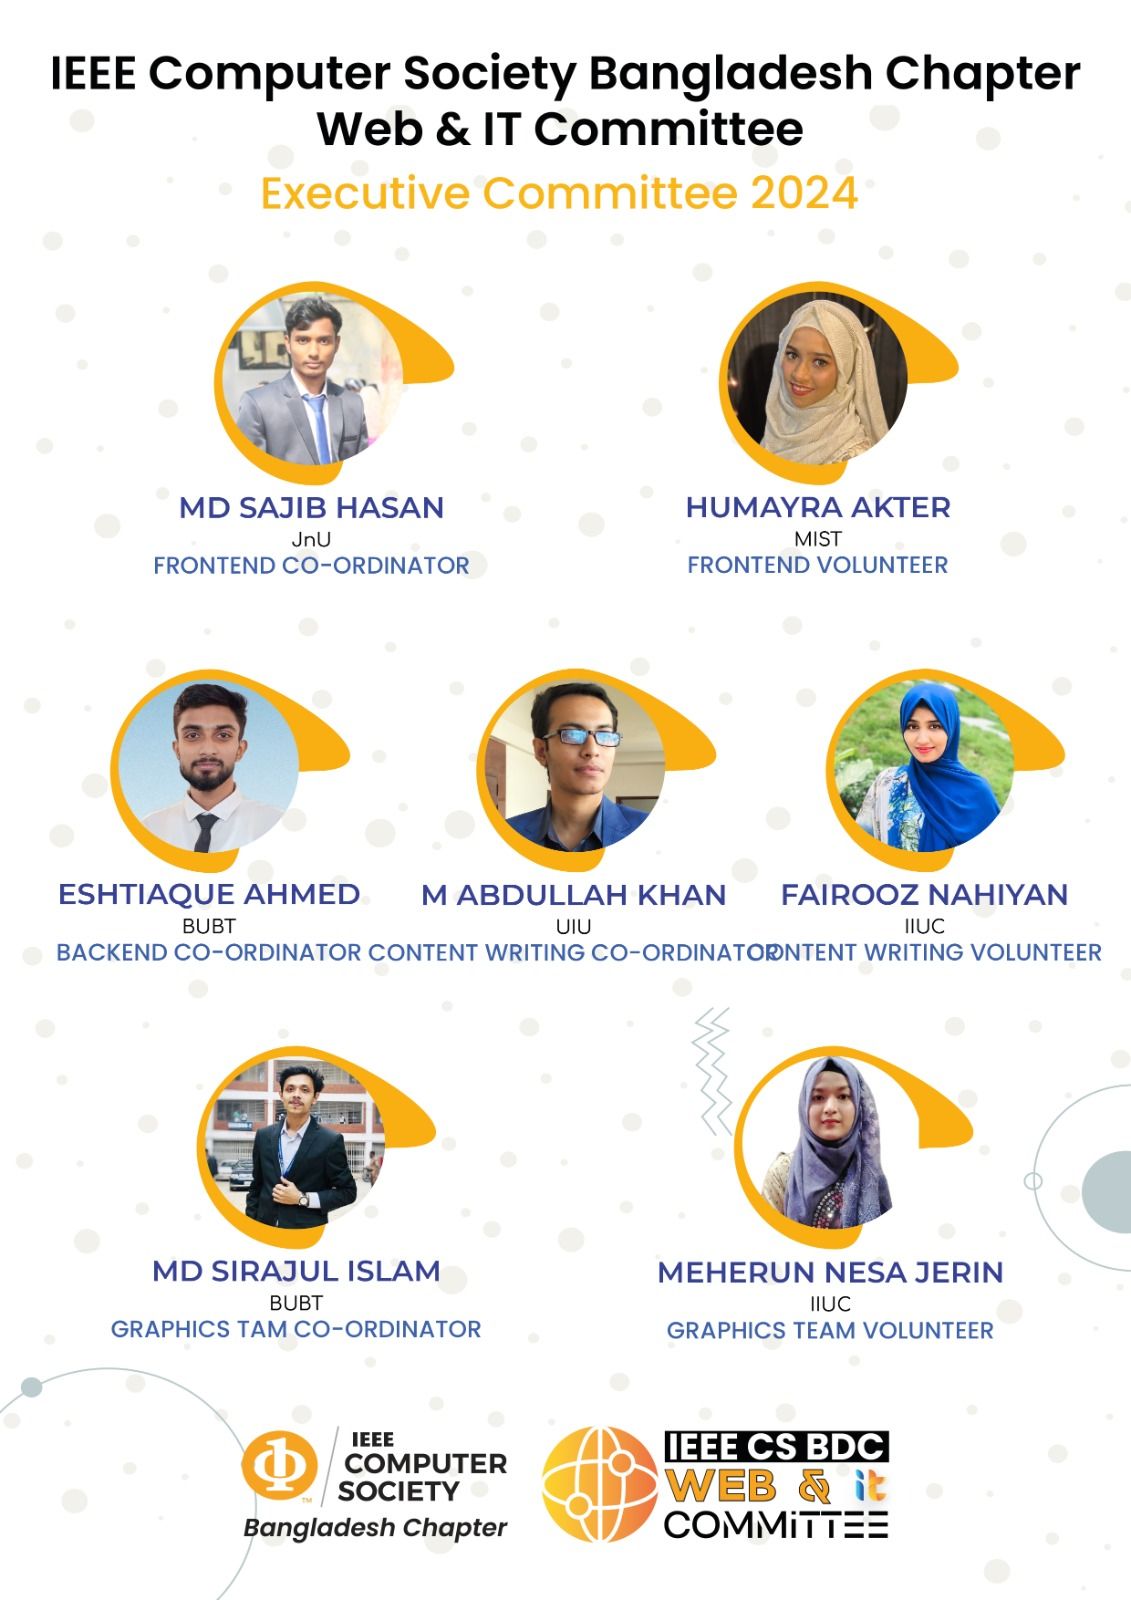 IEEE Computer Society Bangladesh Chapter
Web & IT Committee
Executive Committee 2024
MD SAJIB HASAN
JnU
FRONTEND CO-ORDINATOR
HUMAYRA AKTER
MIST
FRONTEND VOLUNTEER
ESHTIAQUE AHMED
BUBT
BACKEND CO-ORDINATOR
M ABDULLAH KHAN
UIU
CONTENT WRITING CO-ORDINATOR
FAIROOZ NAHIYAN
IIUC
CONTENT WRITING VOLUNTEER
MD SIRAJUL ISLAM
BUBT
GRAPHICS TAM CO-ORDINATOR
MEHERUN NESA JERIN
IIUC
GRAPHICS TEAM VOLUNTEER
IEEE
COMPUTER
SOCIETY
TM
Bangladesh Chapter
IEEE CS BDC
WEB & it
COMMiTTEE